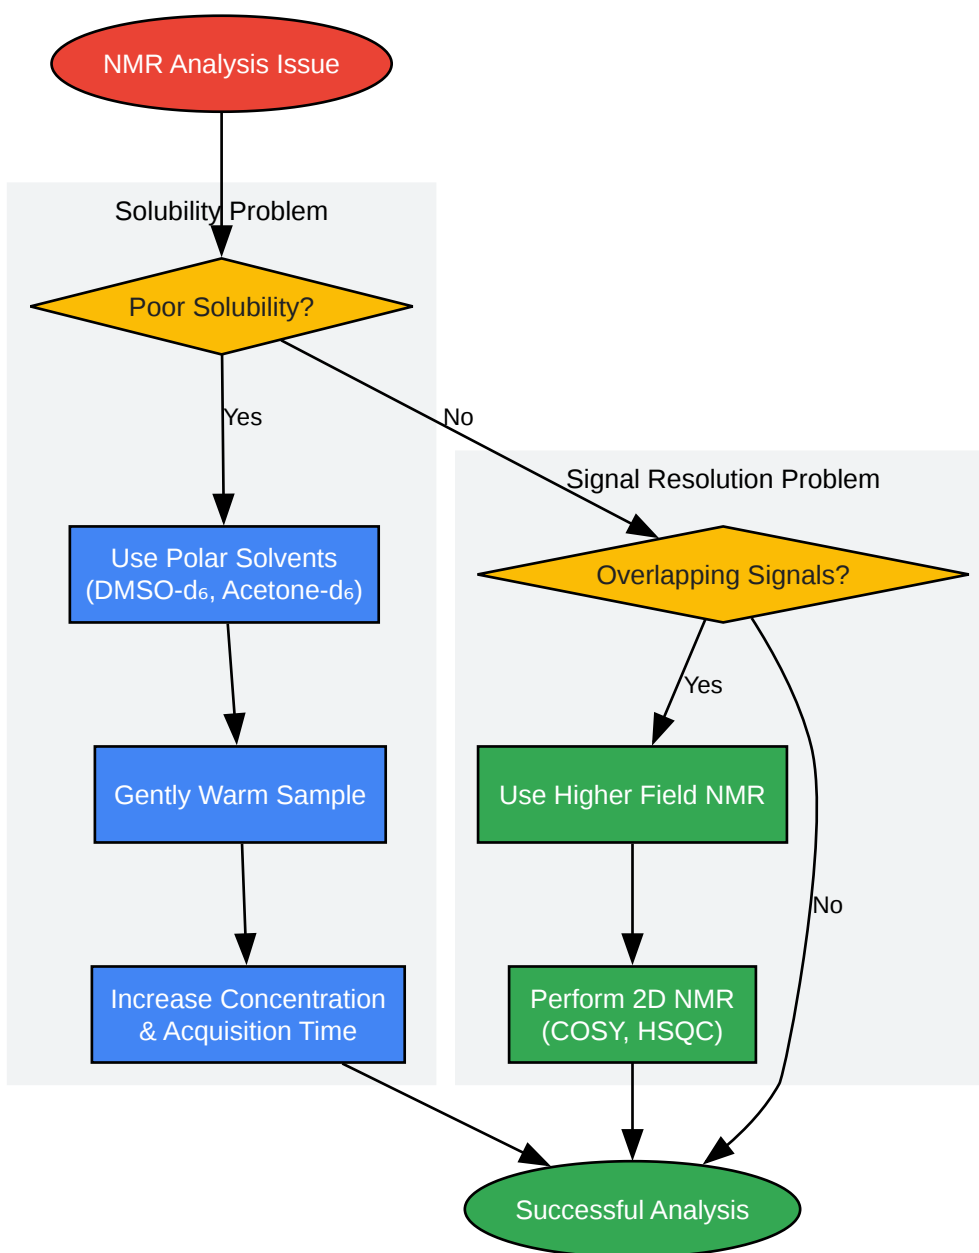 NMR Analysis Issue
Solubility Problem
Poor Solubility?
Yes
No
Signal Resolution Problem
Use Polar Solvents
(DMSO-d₆, Acetone-d₆)
Overlapping Signals?
Yes
Gently Warm Sample
Use Higher Field NMR
No
Increase Concentration
& Acquisition Time
Perform 2D NMR
(COSY, HSQC)
Successful Analysis